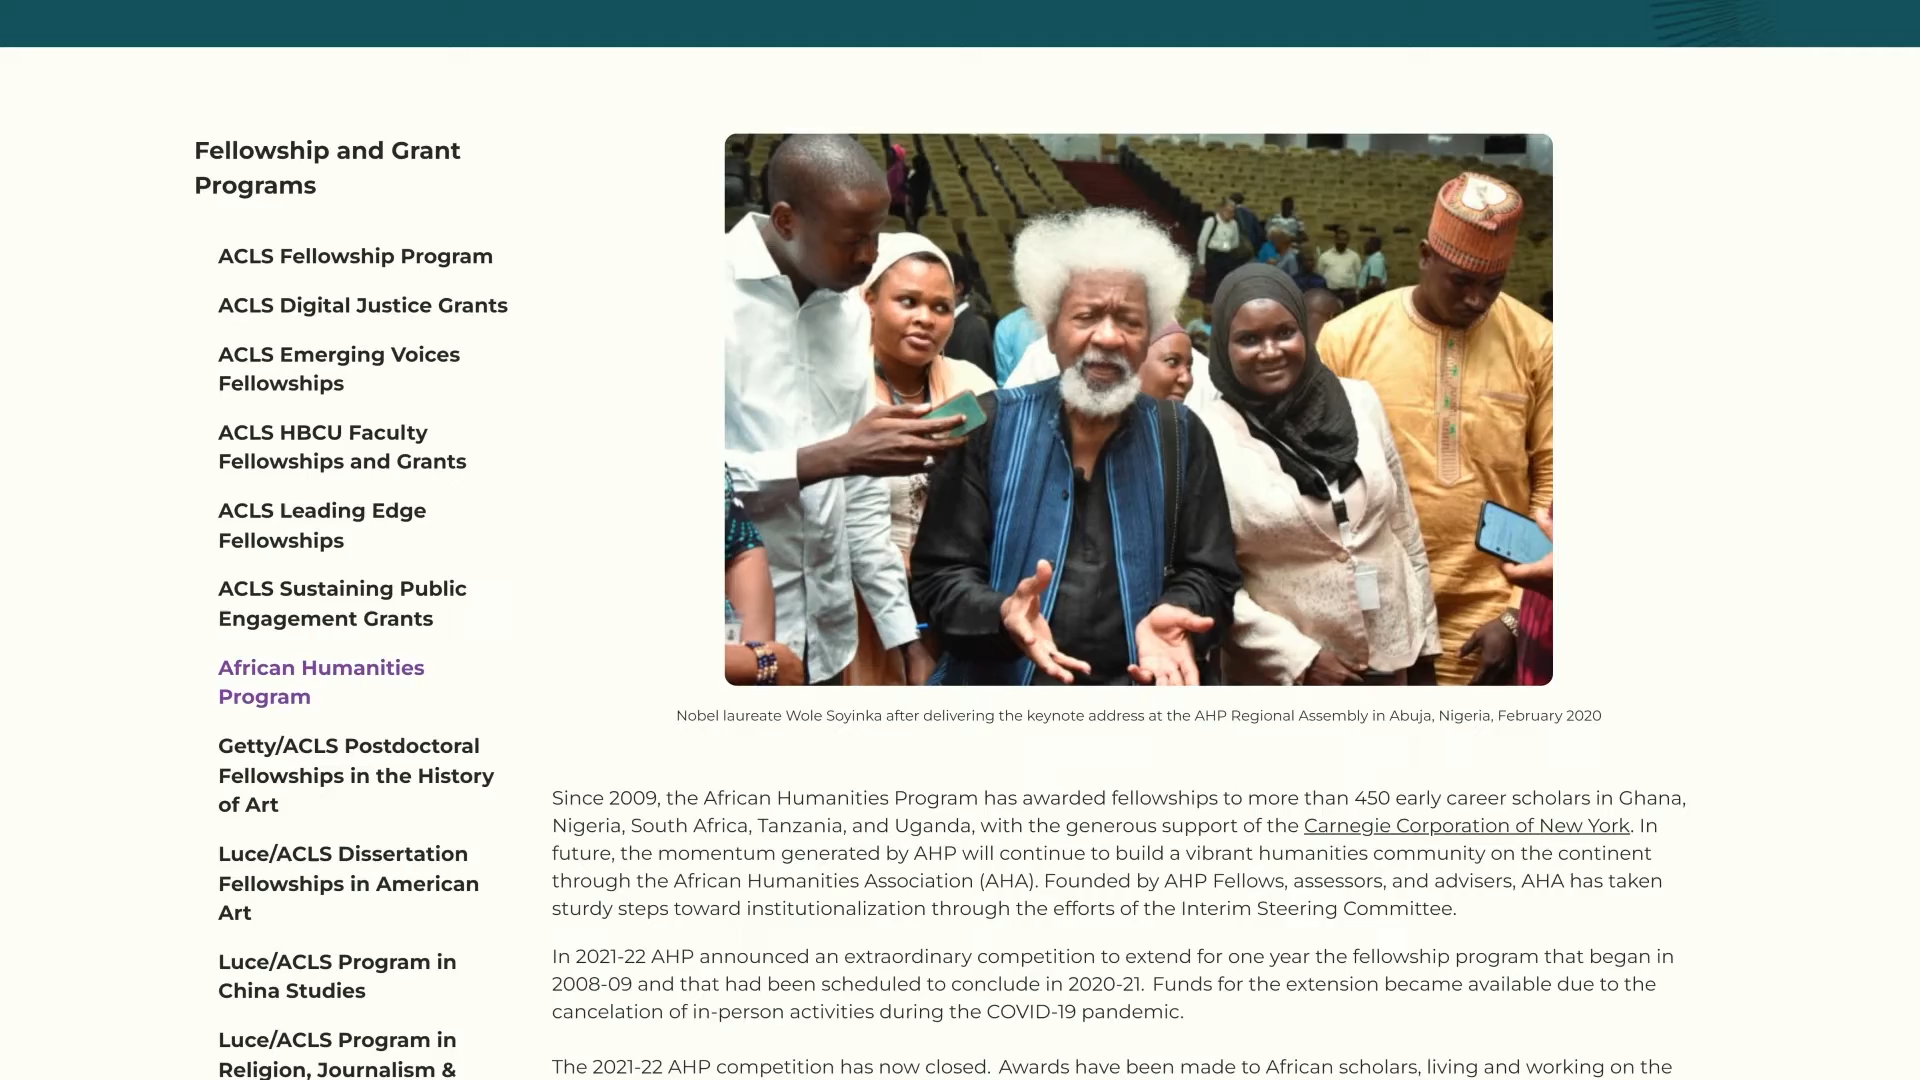 Fellowship and Grant
Programs
ACLS Fellowship Program
ACLS Digital Justice Grants
ACLS Emerging Voices
Fellowships
ACLS HBCU Faculty
Fellowships and Grants
ACLS Leading Edge
Fellowships
ACLS Sustaining Public
Engagement Grants
African Humanities
Program
Getty/ACLS Postdoctoral
Fellowships in the History
of Art
Luce/ACLS Dissertation
Fellowships in American
Art
Luce/ACLS Program in
China Studies
Luce/ACLS Program in
Religion, Journalism &
Nobel laureate Wole Soyinka after delivering the keynote address at the AHP Regional Assembly in Abuja, Nigeria, February 2020
Since 2009, the African Humanities Program has awarded fellowships to more than 450 early career scholars in Ghana,
Nigeria, South Africa, Tanzania, and Uganda, with the generous support of the Carnegie Corporation of New York. In
future, the momentum generated by AHP will continue to build a vibrant humanities community on the continent
through the African Humanities Association (AHA). Founded by AHP Fellows, assessors, and advisers, AHA has taken
sturdy steps toward institutionalization through the efforts of the Interim Steering Committee.
In 2021-22 AHP announced an extraordinary competition to extend for one year the fellowship program that began in
2008-09 and that had been scheduled to conclude in 2020-21. Funds for the extension became available due to the
cancelation of in-person activities during the COVID-19 pandemic.
The 2021-22 AHP competition has now closed. Awards have been made to African scholars, living and working on the